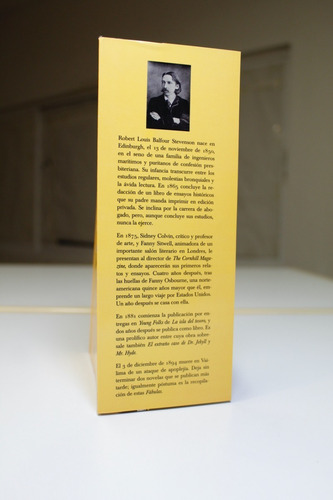 Robert Louis Balfour Stevenson nace en
Edinburgh, el 13 de noviembre de 1850,
en el seno de una familia de ingenieros
marítimos y puritanos de confesión pres-
biteriana. Su infancia transcurre entre los
estudios regulares, molestias bronquiales y
la ávida lectura. En 1865 concluye la re-
dacción de un libro de ensayos históricos
que su padre manda imprimir en edición
privada. Se inclina por la carrera de abo-
gado, pero, aunque concluye sus estudios,
nunca la ejerce.
En 1875, Sidney Colvin, crítico y profesor
de arte, y Fanny Sitwell, animadora de un
importante salón literario en Londres, le
presentan al director de The Cornhill Maga-
zine, donde aparecerán sus primeros rela-
tos y ensayos. Cuatro años después, tras
las huellas de Fanny Osbourne, una norte-
americana quince años mayor que él, em-
prende un largo viaje por Estados Unidos.
Un año después se casa con ella.
En 1881 comienza la publicación por en-
tregas en Young Folks de La isla del tesoro, y
dos años después se publica como libro. Es
una prolífico autor entre cuya obra sobre-
sale también: El extraño caso de Dr. Jekyll y
Mr. Hyde.
El 3 de diciembre de 1894 muere en Vai-
lima de un ataque de apoplejía. Deja sin
terminar dos novelas que se publican más
tarde; igualmente póstuma es la recopila-
ción de estas Fábulas.